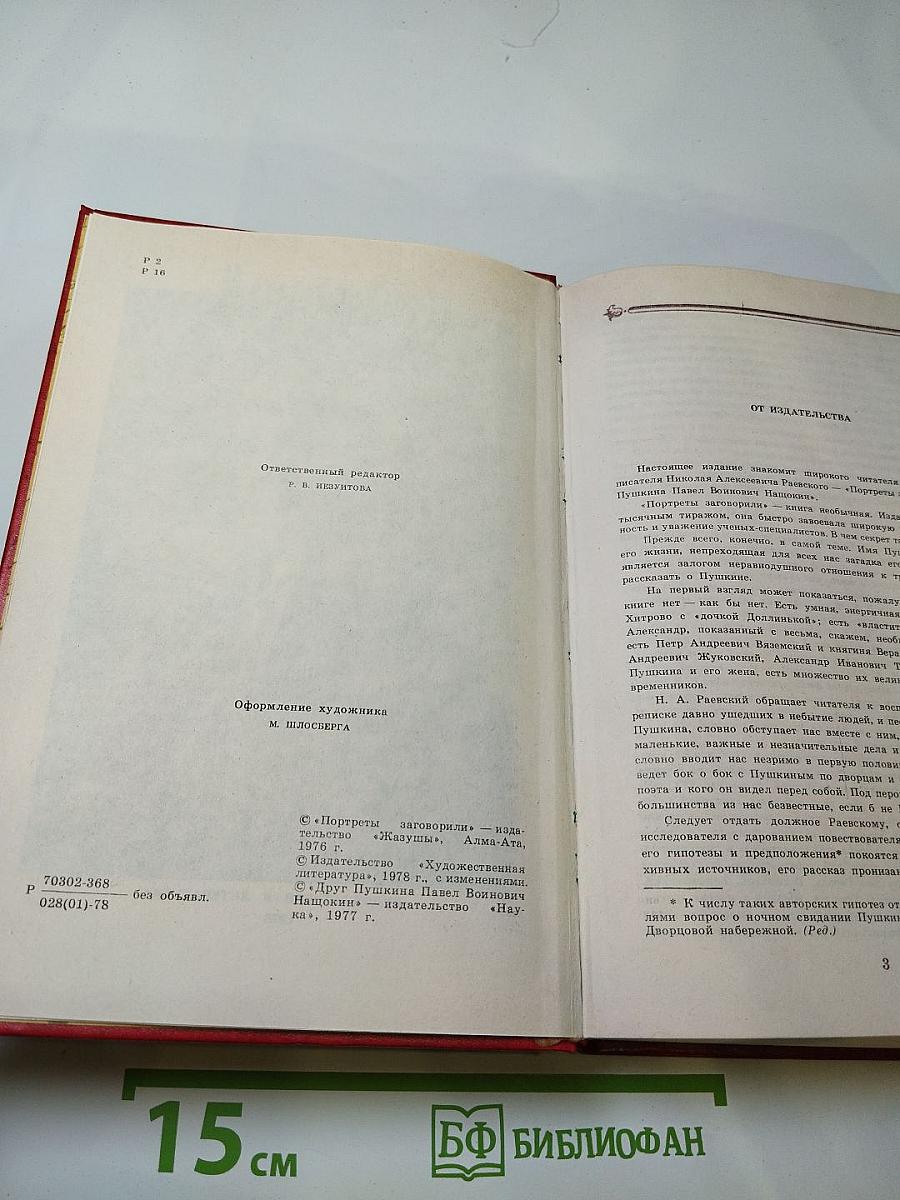 Р 2
Р 16
Ответственный редактор
Р. В. ИЕЗУИТОВА
Оформление художника
М. ШЛОСБЕРГА
© «Портреты заговорили» — изда-
тельство «Жазушы», Алма-Ата,
1976 г.
© Издательство «Художественная
литература», 1978 г., с изменениями.
© «Друг Пушкина Павел Воинович
Нащокин» — издательство «Нау-
ка», 1977 г.
Р 70302-368 без объявл.
028(01)-78
ОТ ИЗДАТЕЛЬСТВА
Настоящее издание знакомит широкого читателя
писателя Николая Алексеевича Раевского — «Портреты
Пушкина Павел Воинович Нащокин».
«Портреты заговорили» — книга необычная. Изда
тысячным тиражом, она быстро завоевала широкую
ность и уважение ученых-специалистов. В чем секрет
Прежде всего, конечно, в самой теме. Имя Пуш
его жизни, непреходящая для всех нас загадка его
является залогом неравнодушного отношения к
рассказать о Пушкине.
На первый взгляд может показаться, пожалу
книге нет — как бы нет. Есть умная, энергичная
Хитрово с «дочкой Доллинькой»; есть «властит
Александр, показанный с весьма, скажем, необ
есть Петр Андреевич Вяземский и княгиня Вера
Андреевич Жуковский, Александр Иванович Т
Пушкина и его жена, есть множество их вели
временников.
Н. А. Раевский обращает читателя к восп
реписке давно ушедших в небытие людей, и
Пушкина, словно обступает нас вместе с ним,
маленькие, важные и незначительные дела и
словно вводит нас незримо в первую полови
ведет бок о бок с Пушкиным по дворцам и
поэта и кого он видел перед собой. Под перо
большинства из нас безвестные, если б не
Следует отдать должное Раевскому,
исследователя с дарованием повествователя
его гипотезы и предположения* покоятся
хивных источников, его рассказ пронизан
* К числу таких авторских гипотез от
лями вопрос о ночном свидании Пушкин
Дворцовой набережной. (Ред.)
3
15 см
БФ БИБЛИОФАН